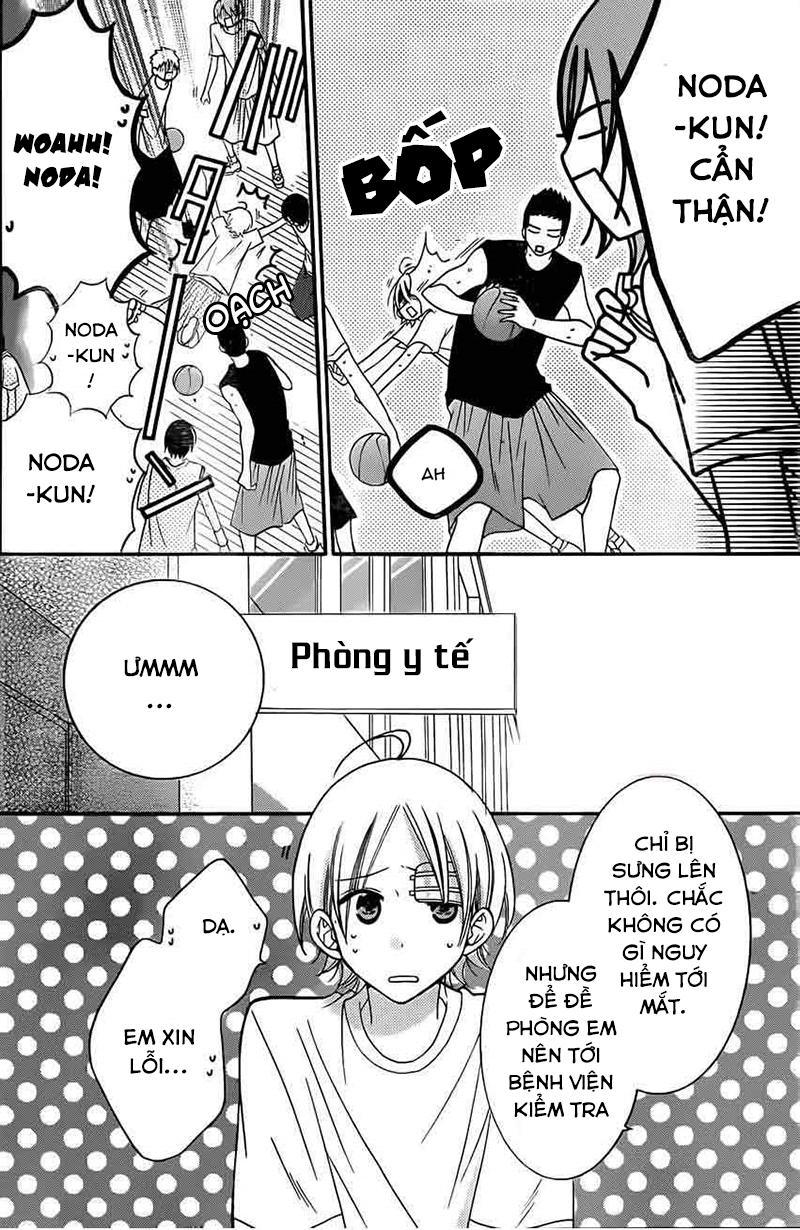 NODA
-KUN!
CẨN
THẬN!
BỐP
AH
WOAHH!
NODA!
OẠCH
NODA
-KUN
!
NODA
-KUN!
ƯMMM
...
Phòng y tế
CHỈ BỊ
SƯNG LÊN
THÔI. CHẮC
KHÔNG CÓ
GÌ NGUY
HIỂM TỚI
MẮT.
NHƯNG
ĐỂ ĐỀ
PHÒNG EM
NÊN TỚI
BỆNH VIỆN
KIỂM TRA
DẠ.
EM XIN
LỖI...